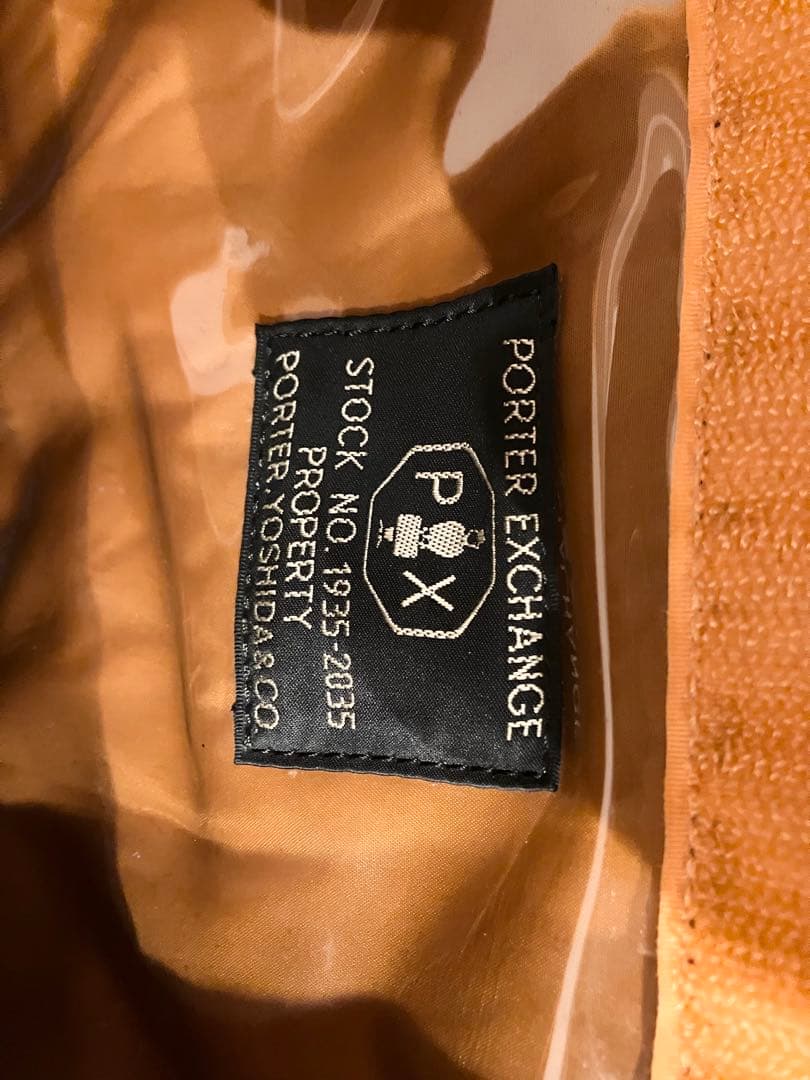 PORTER EXCHANGE
P X
STOCK NO. 1935-2035
PROPERTY
PORTER, YOSHIDA & CO.